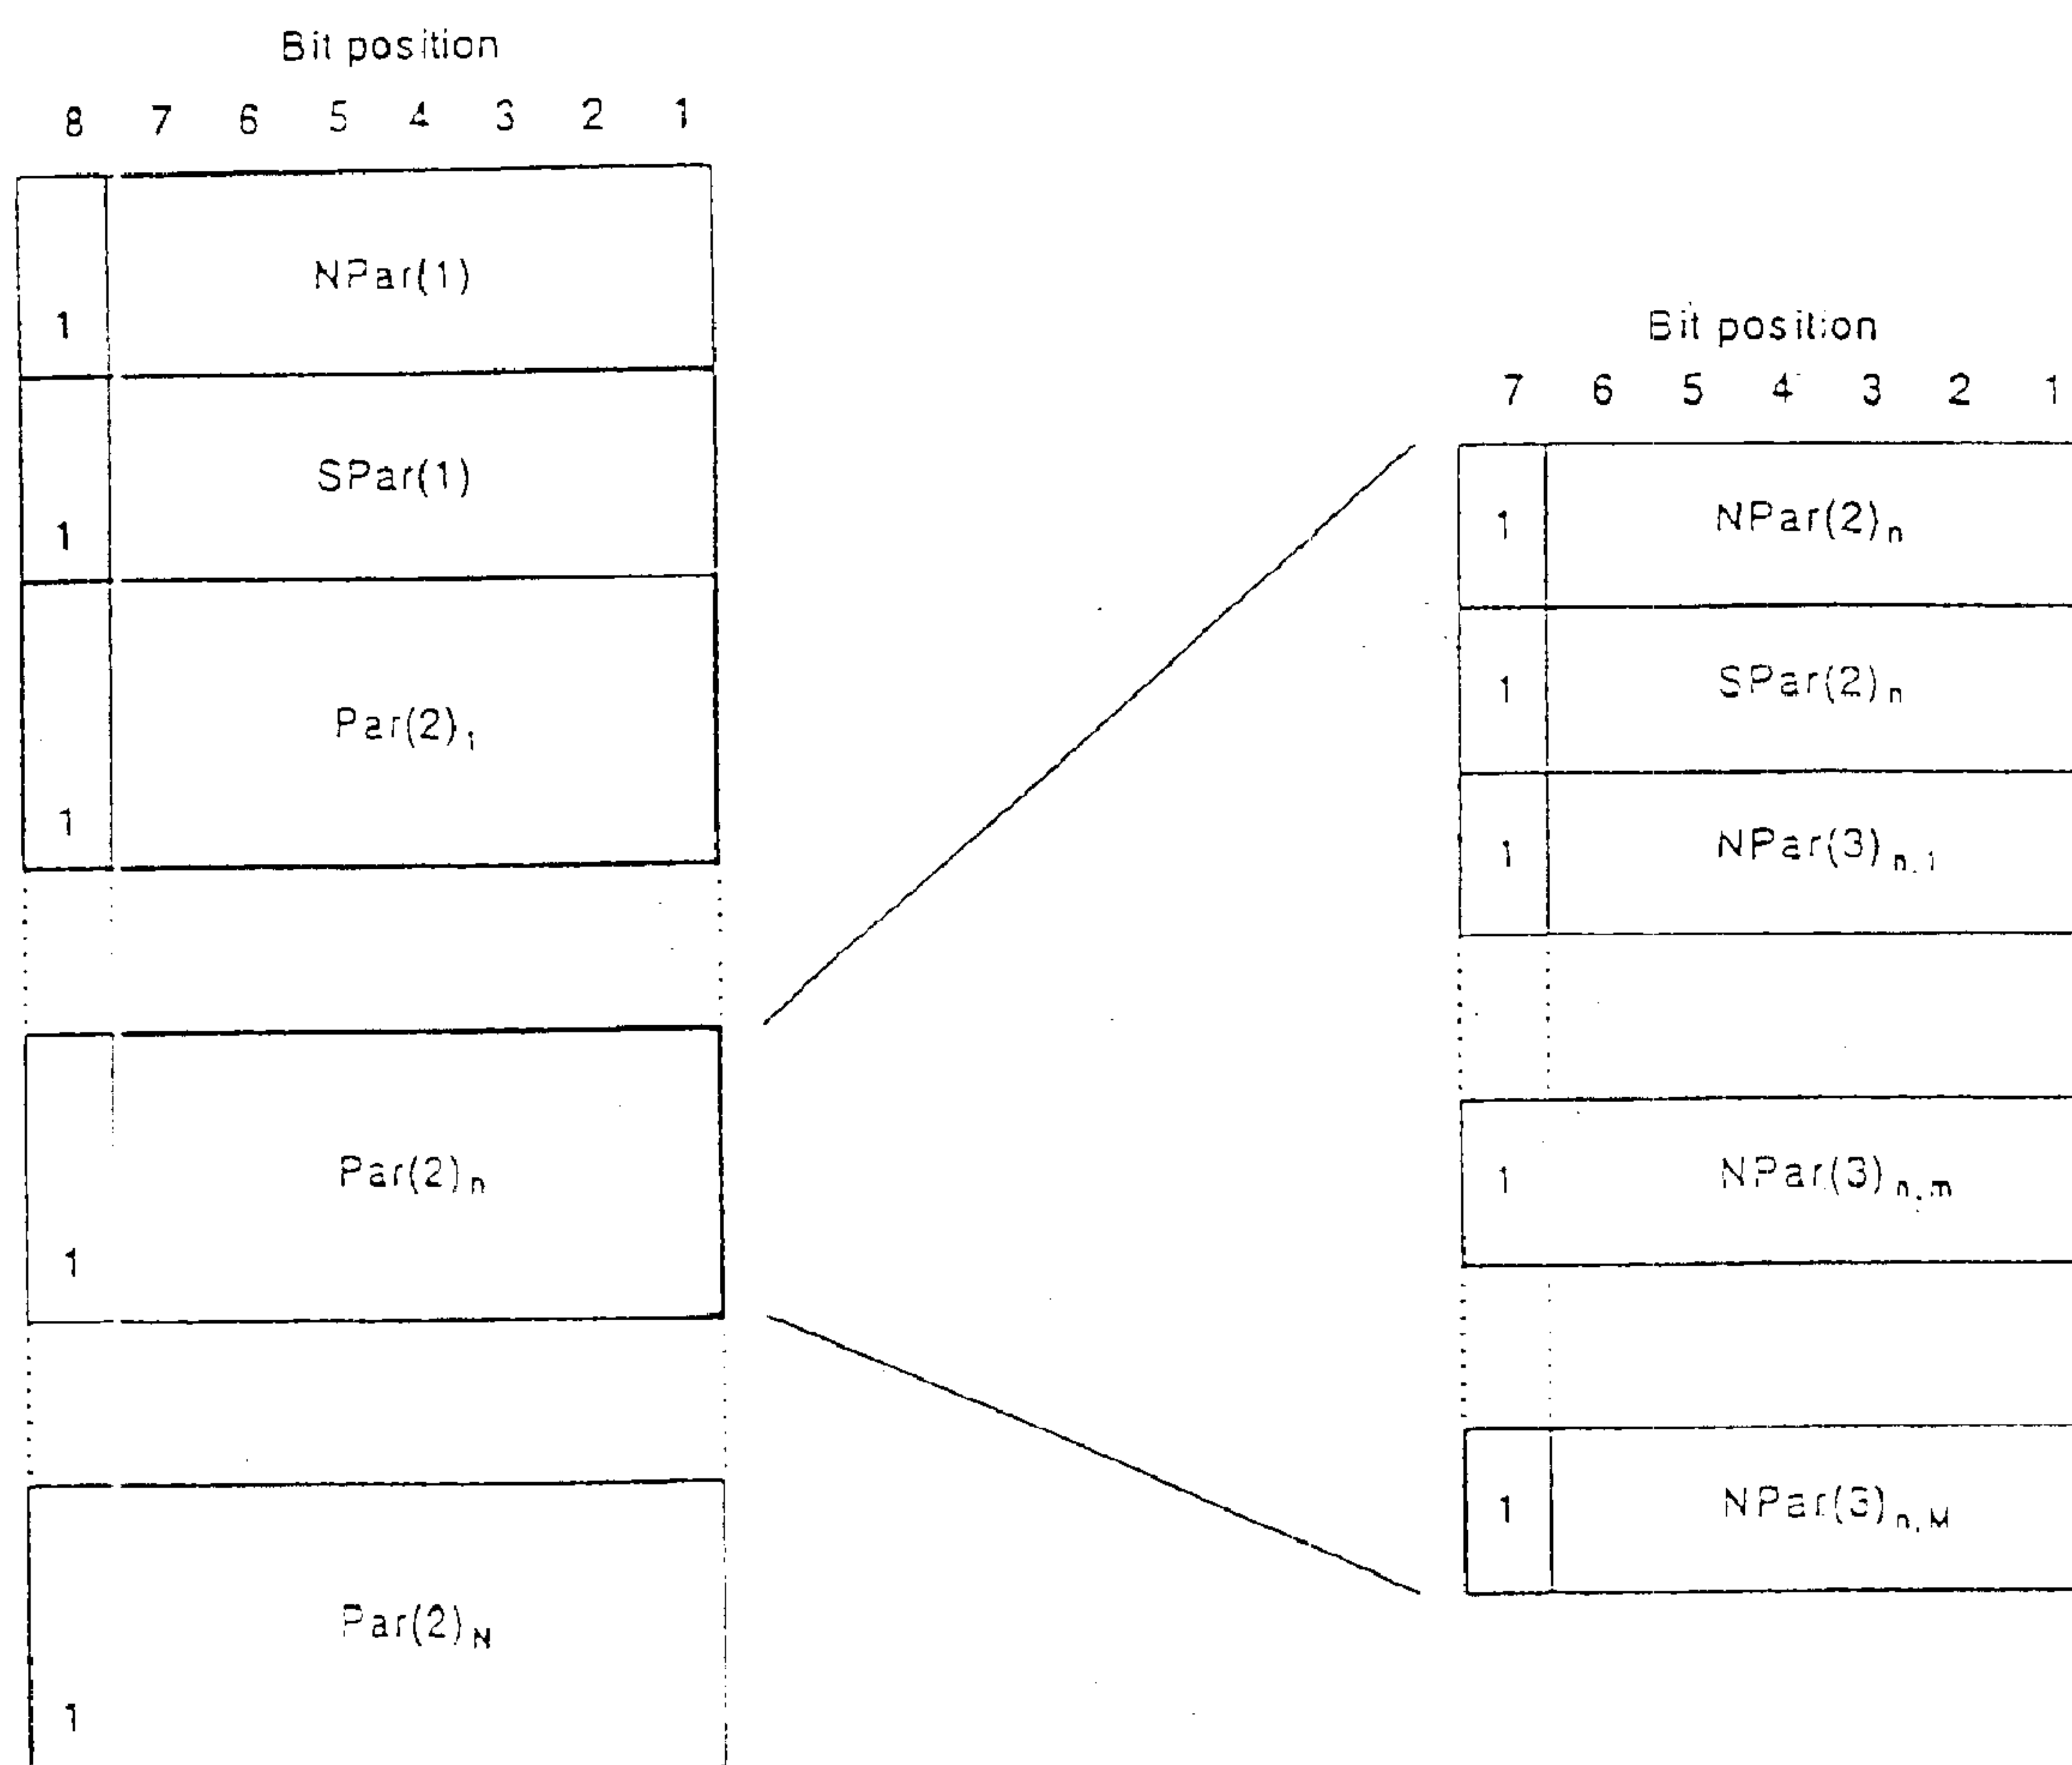 Bit position
8 7 6 5 4 3 2 1
NPar(1)
1
SPar(1)
1
Par(2)1
1
Par(2)n
1
Par(2)N
1
Bit position
7 6 5 4 3 2 1
1 NPar(2)n
1 SPar(2)n
1 NPar(3)n,1
1 NPar(3)n,m
1 NPar(3)n,M